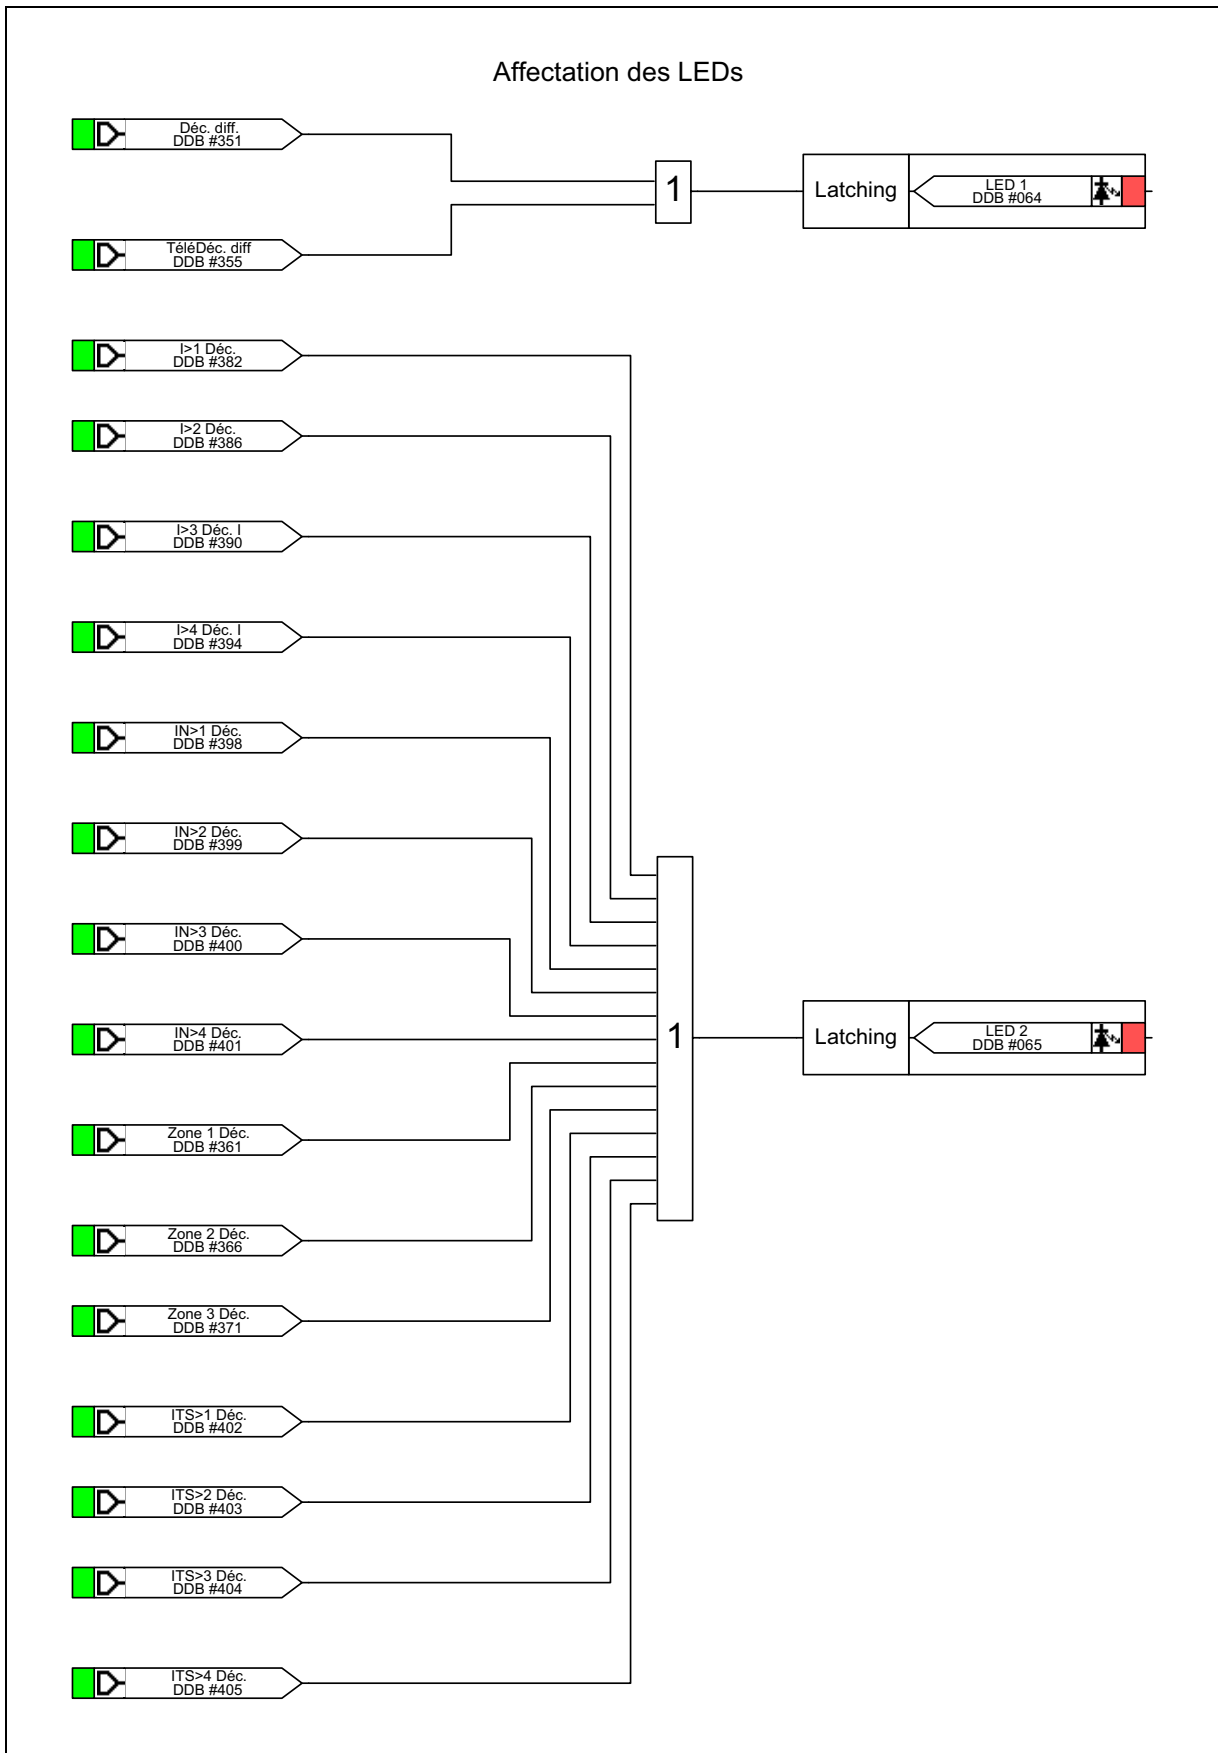 Affectation des LEDs
Déc. diff.
DDB #351
1
Latching
LED 1
DDB #064
TéléDéc. diff
DDB #355
I>1 Déc.
DDB #382
I>2 Déc.
DDB #386
I>3 Déc. I
DDB #390
I>4 Déc. I
DDB #394
IN>1 Déc.
DDB #398
IN>2 Déc.
DDB #399
IN>3 Déc.
DDB #400
IN>4 Déc.
DDB #401
1
Latching
LED 2
DDB #065
Zone 1 Déc.
DDB #361
Zone 2 Déc.
DDB #366
Zone 3 Déc.
DDB #371
ITS>1 Déc.
DDB #402
ITS>2 Déc.
DDB #403
ITS>3 Déc.
DDB #404
ITS>4 Déc.
DDB #405